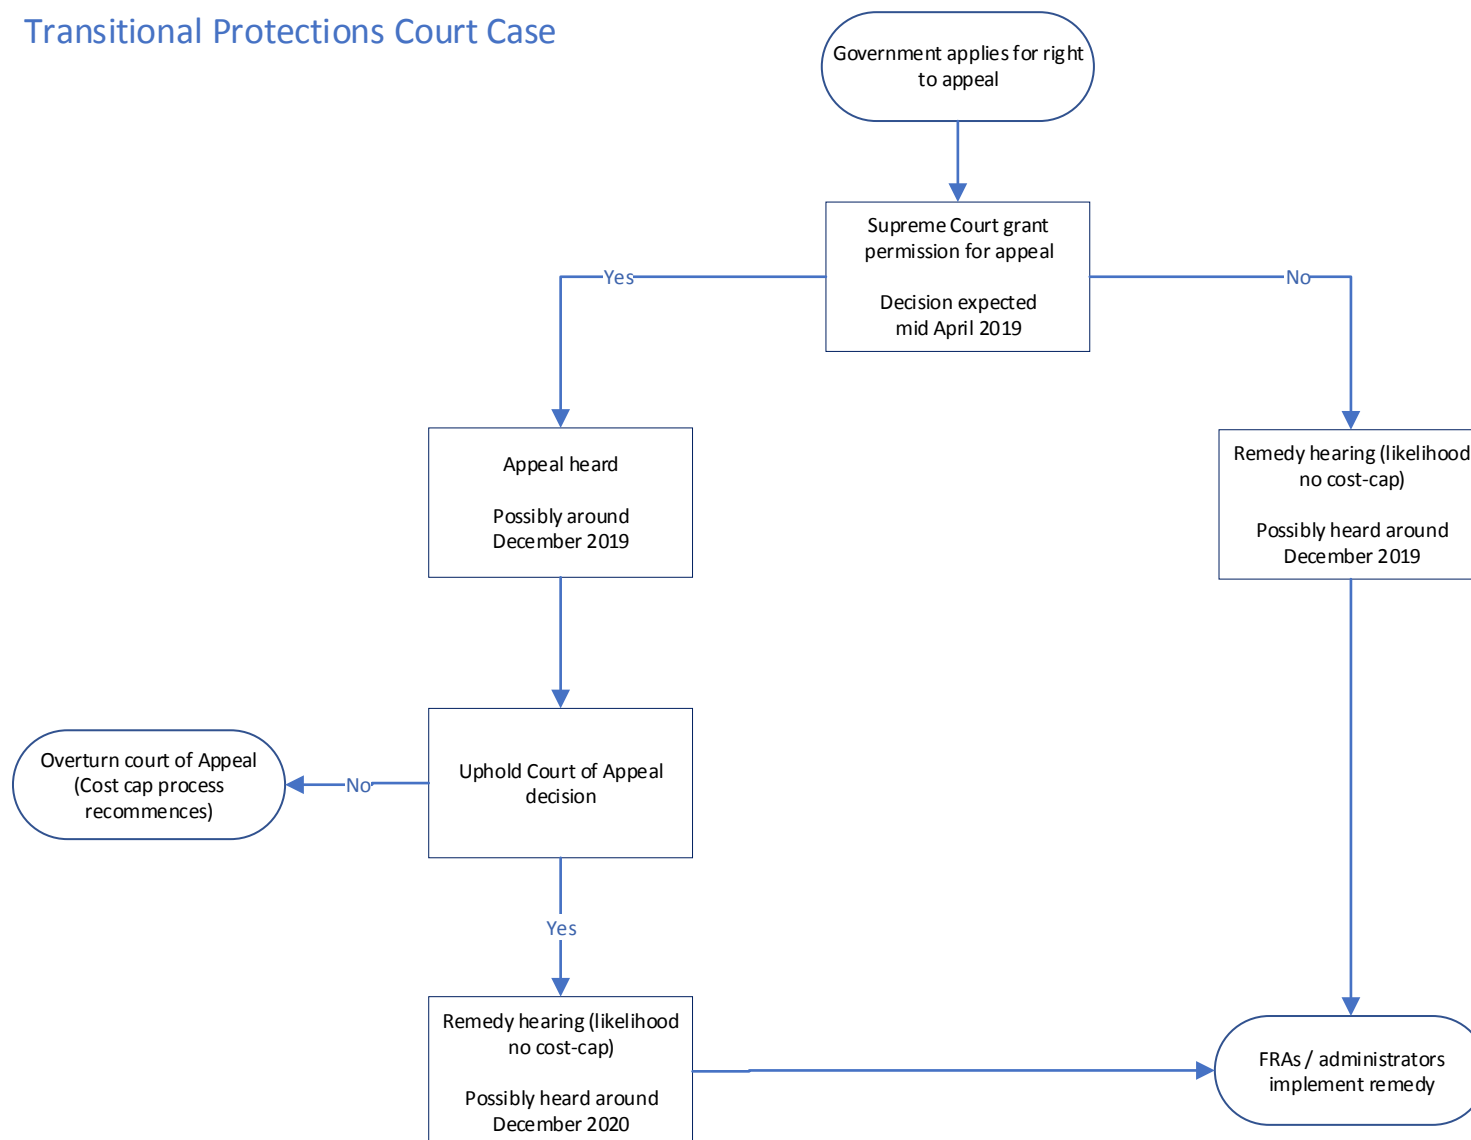 Transitional Protections Court Case
Government applies for right
to appeal
Supreme Court grant
permission for appeal
Decision expected
mid April 2019
Yes
No
Appeal heard
Possibly around
December 2019
Remedy hearing (likelihood
no cost-cap)
Possibly heard around
December 2019
Overturn court of Appeal
(Cost cap process
recommences)
No
Uphold Court of Appeal
decision
Yes
Remedy hearing (likelihood
no cost-cap)
Possibly heard around
December 2020
FRAs / administrators
implement remedy